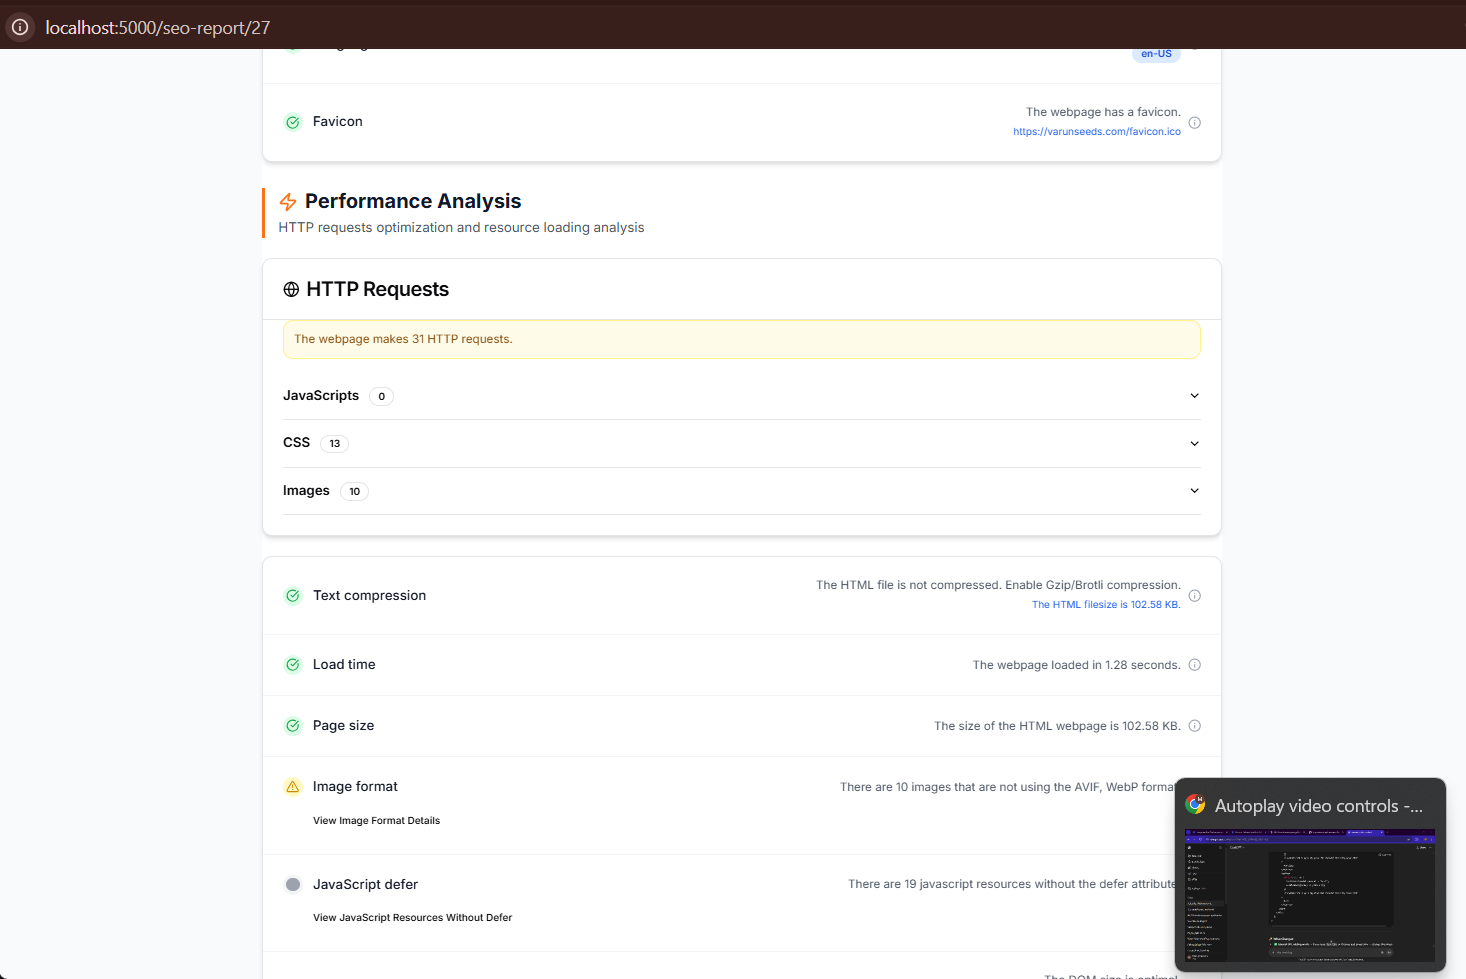 localhost:5000/seo-report/27
en-US
Favicon
The webpage has a favicon.
https://varunseeds.com/favicon.ico
Performance Analysis
HTTP requests optimization and resource loading analysis
HTTP Requests
The webpage makes 31 HTTP requests.
JavaScripts 0
CSS 13
Images 10
Text compression
The HTML file is not compressed. Enable Gzip/Brotli compression.
The HTML filesize is 102.58 KB.
Load time
The webpage loaded in 1.28 seconds.
Page size
The size of the HTML webpage is 102.58 KB.
Image format
There are 10 images that are not using the AVIF, WebP format
View Image Format Details
Autoplay video controls -...
JavaScript defer
There are 19 javascript resources without the defer attribute
View JavaScript Resources Without Defer
The DOM size is optimal.